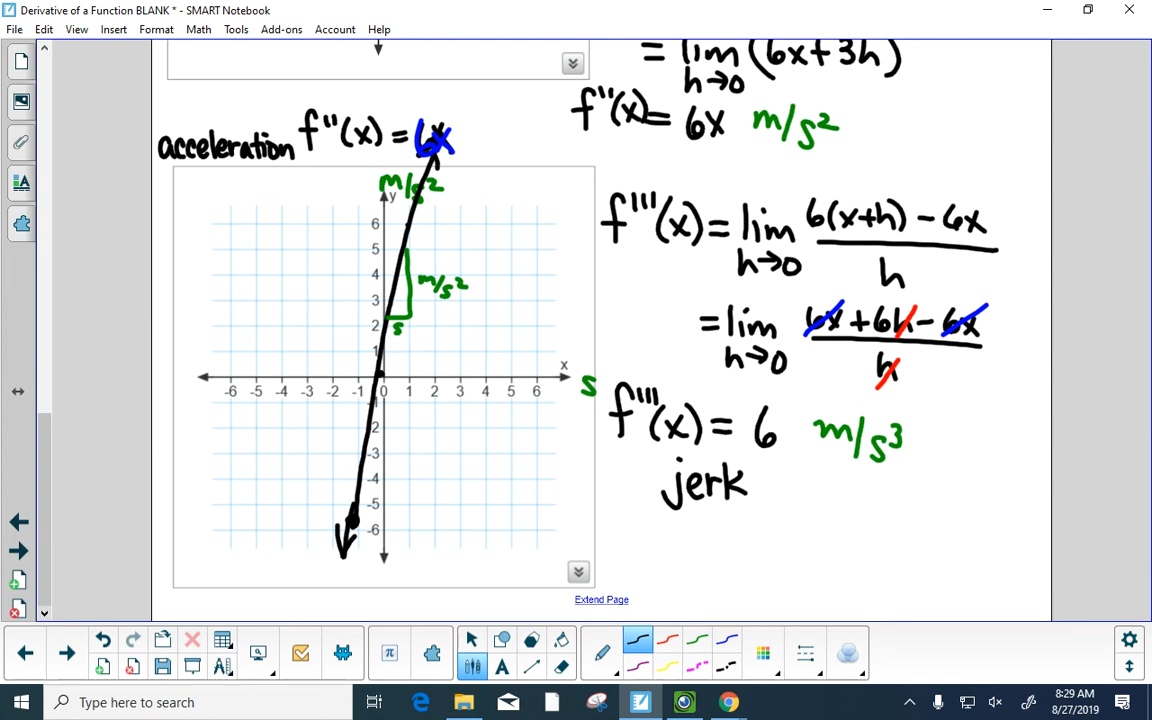 Derivative of a Function BLANK * - SMART Notebook
File Edit View Insert Format Math Tools Add-ons Account Help
= lim (6x+3h)
h→0
f''(x)= 6x m/s²
acceleration f''(x) = 6x
m/s²
y
6
5
4
3
2
1
m/s²
s
x
-6 -5 -4 -3 -2 -1 0 1 2 3 4 5 6
s
-1
-2
-3
-4
-5
-6
f'''(x) = lim 6(x+h) - 6x
h→0 h
= lim 6x + 6h - 6x
h→0 h
f'''(x) = 6 m/s³
jerk
Extend Page
π
A
Type here to search
8:29 AM
8/27/2019